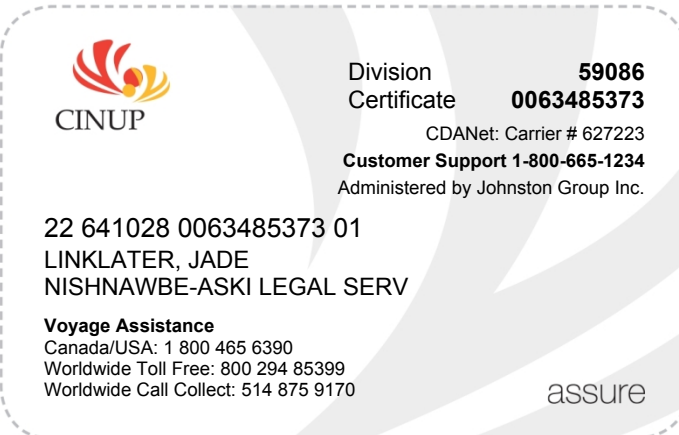 CINUP
Division 59086
Certificate 0063485373
CDANet: Carrier # 627223
Customer Support 1-800-665-1234
Administered by Johnston Group Inc.
22 641028 0063485373 01
LINKLATER, JADE
NISHNAWBE-ASKI LEGAL SERV
Voyage Assistance
Canada/USA: 1 800 465 6390
Worldwide Toll Free: 800 294 85399
Worldwide Call Collect: 514 875 9170
assure